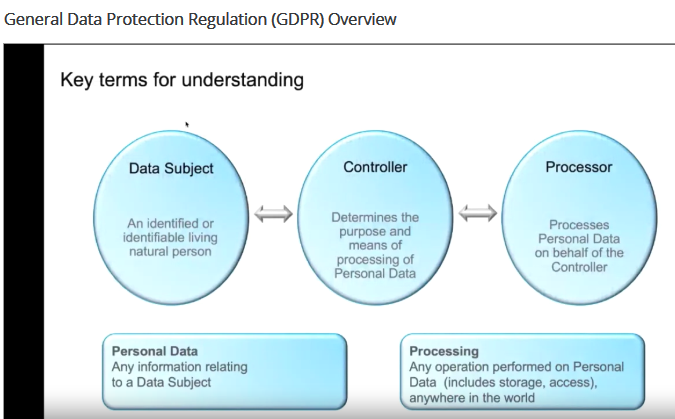 General Data Protection Regulation (GDPR) Overview
Key terms for understanding
Data Subject
An identified or
identifiable living
natural person
Controller
Determines the
purpose and
means of
processing of
Personal Data
Processor
Processes
Personal Data
on behalf of the
Controller
Personal Data
Any information relating
to a Data Subject
Processing
Any operation performed on Personal
Data (includes storage, access),
anywhere in the world